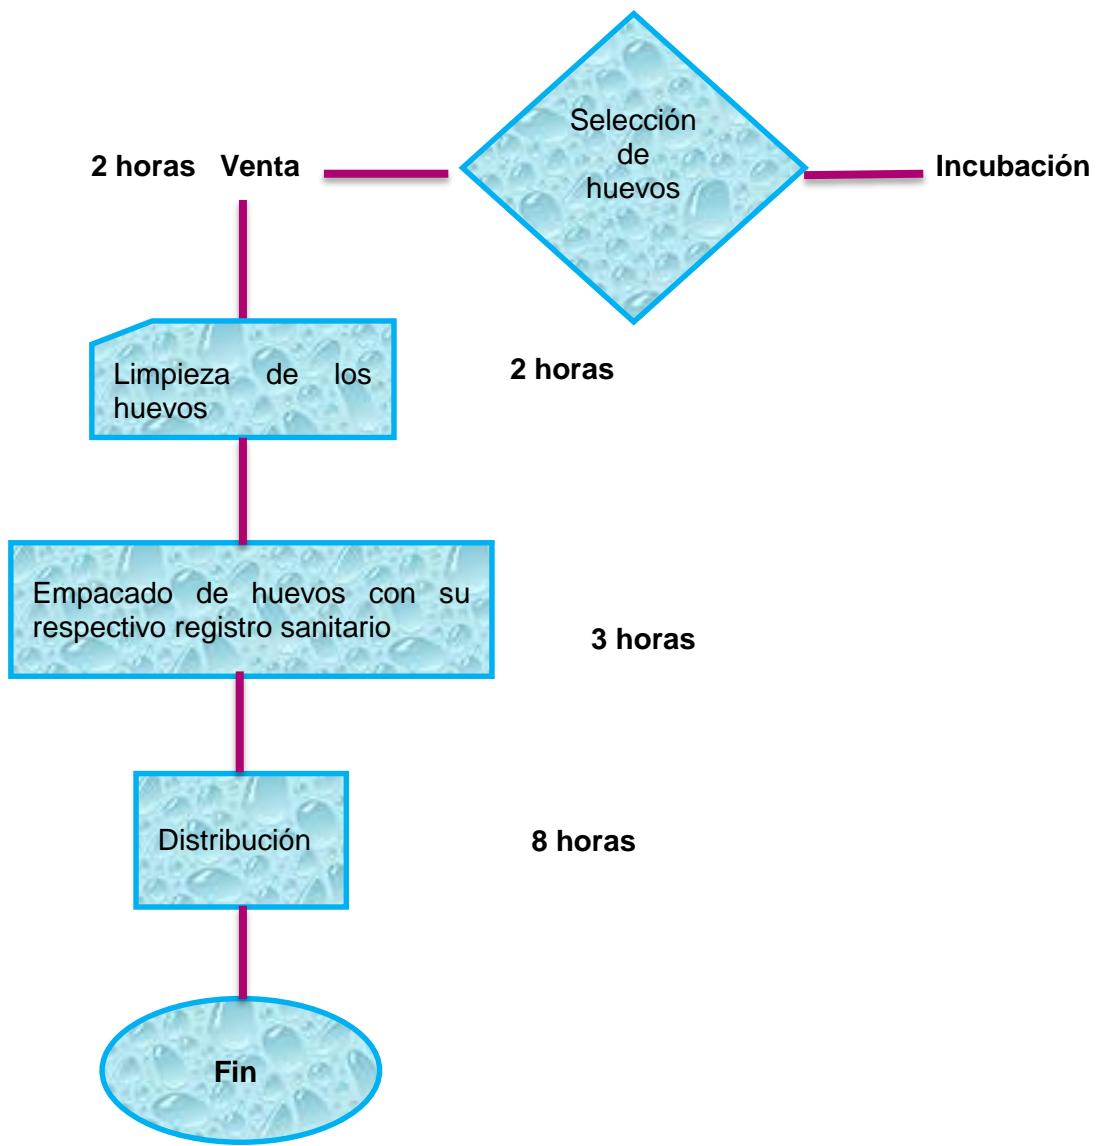 Selección
de
huevos
2 horas Venta
Incubación
Limpieza de los
huevos
2 horas
Empacado de huevos con su
respectivo registro sanitario
3 horas
Distribución
8 horas
Fin